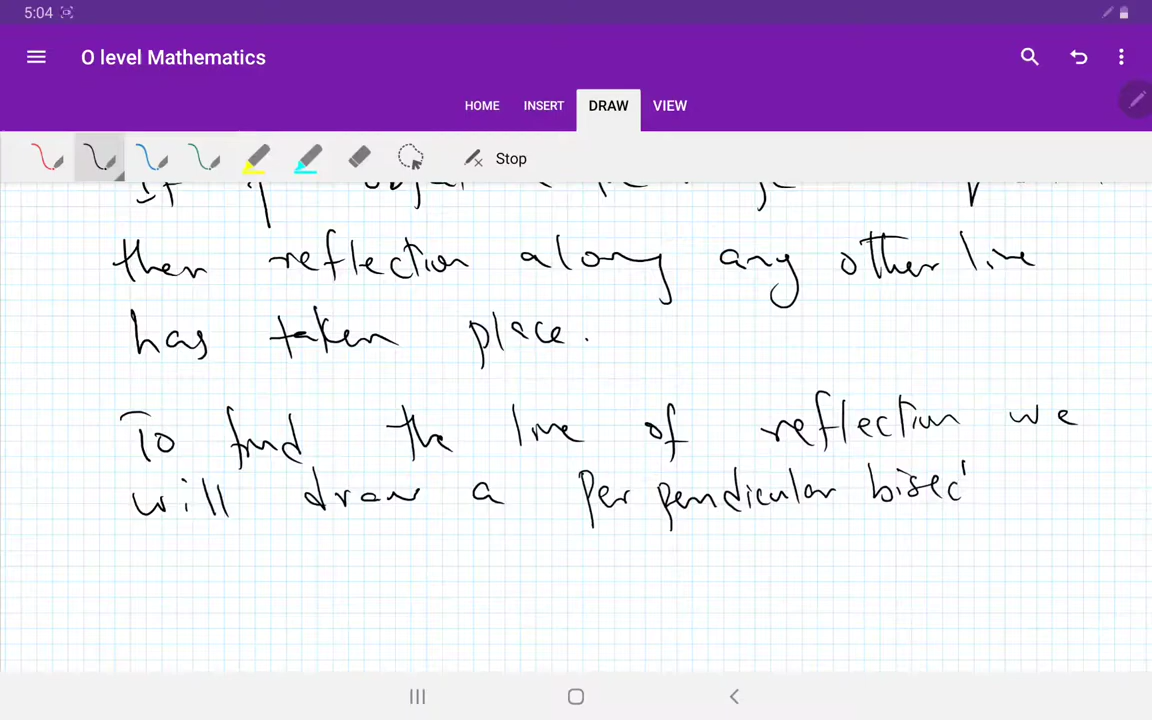 5:04
O level Mathematics
HOME INSERT DRAW VIEW
Stop
If
then reflection along any other line
has taken place.
To find the line of reflection we
will draw a perpendicular bisec